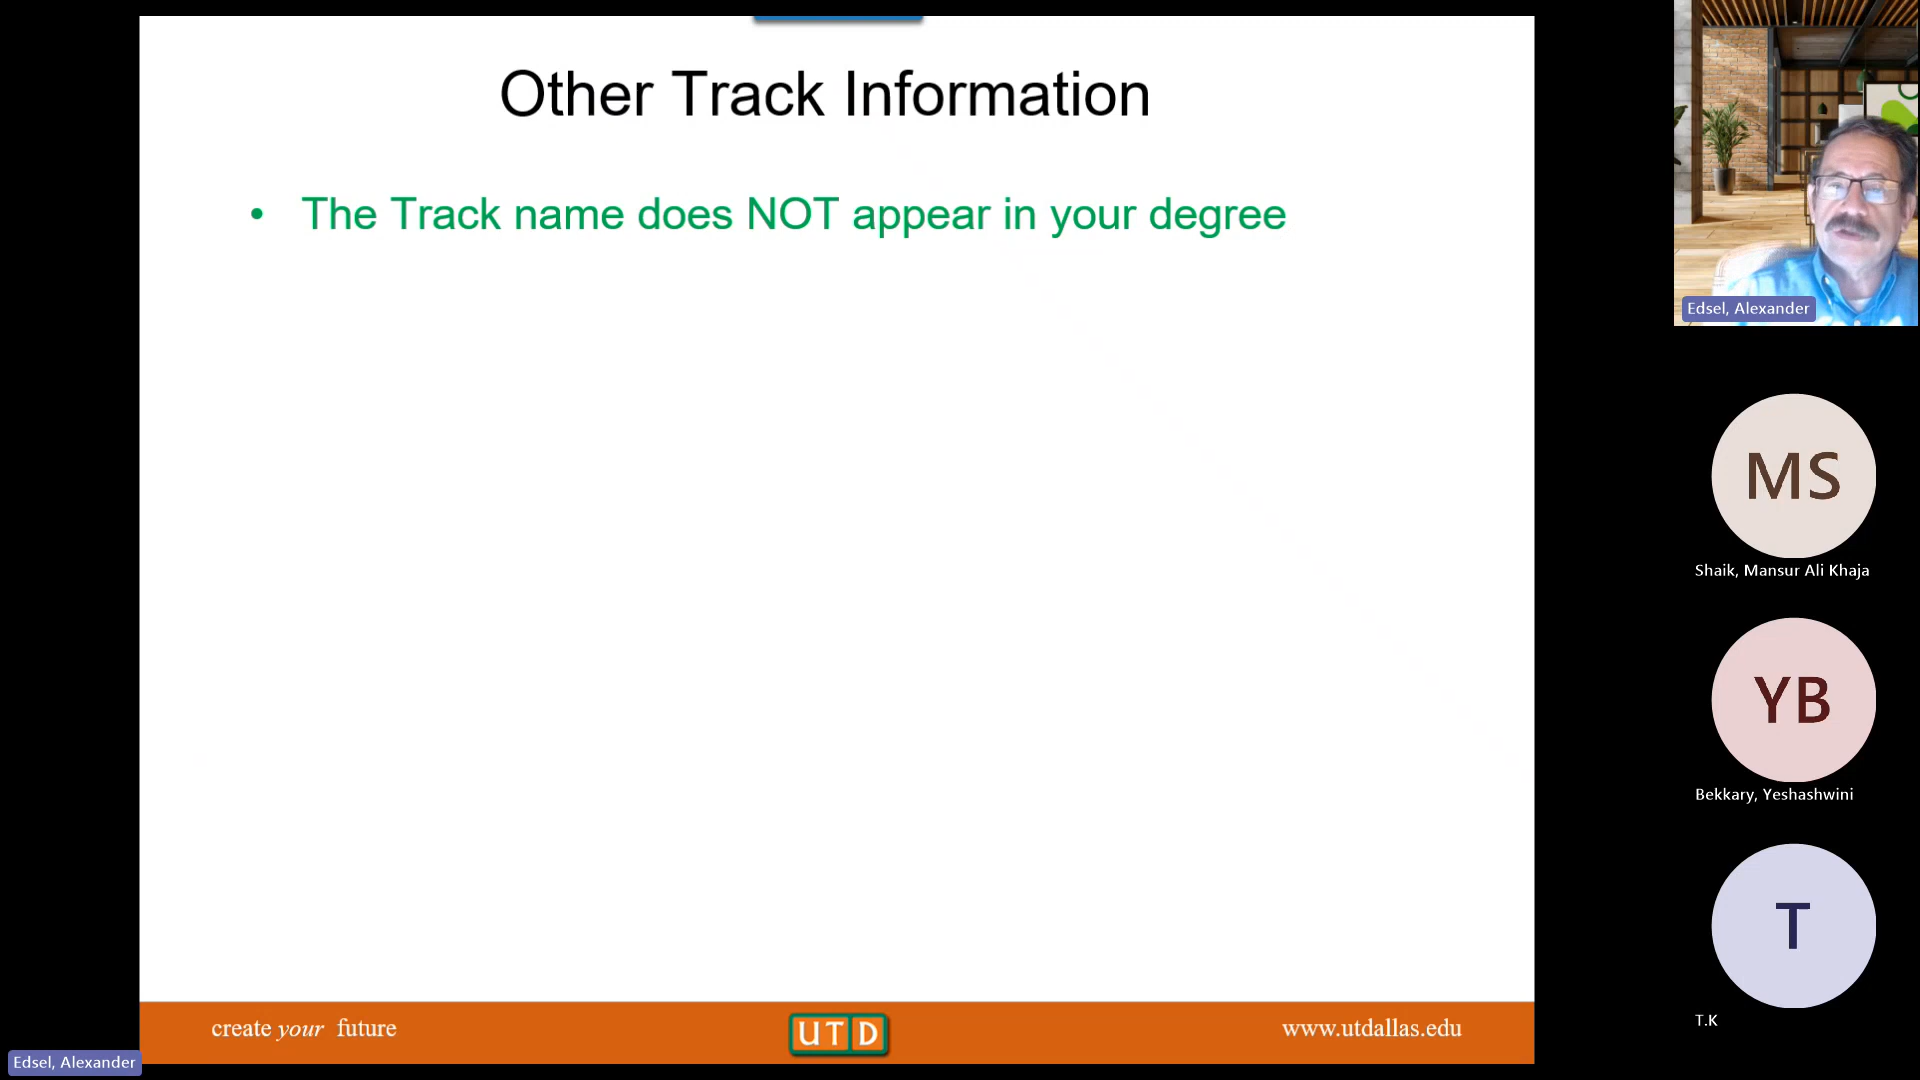 Other Track Information
• The Track name does NOT appear in your degree
create your future
UTD
www.utdallas.edu
Edsel, Alexander
Edsel, Alexander
MS
Shaik, Mansur Ali Khaja
YB
Bekkary, Yeshashwini
T
T.K